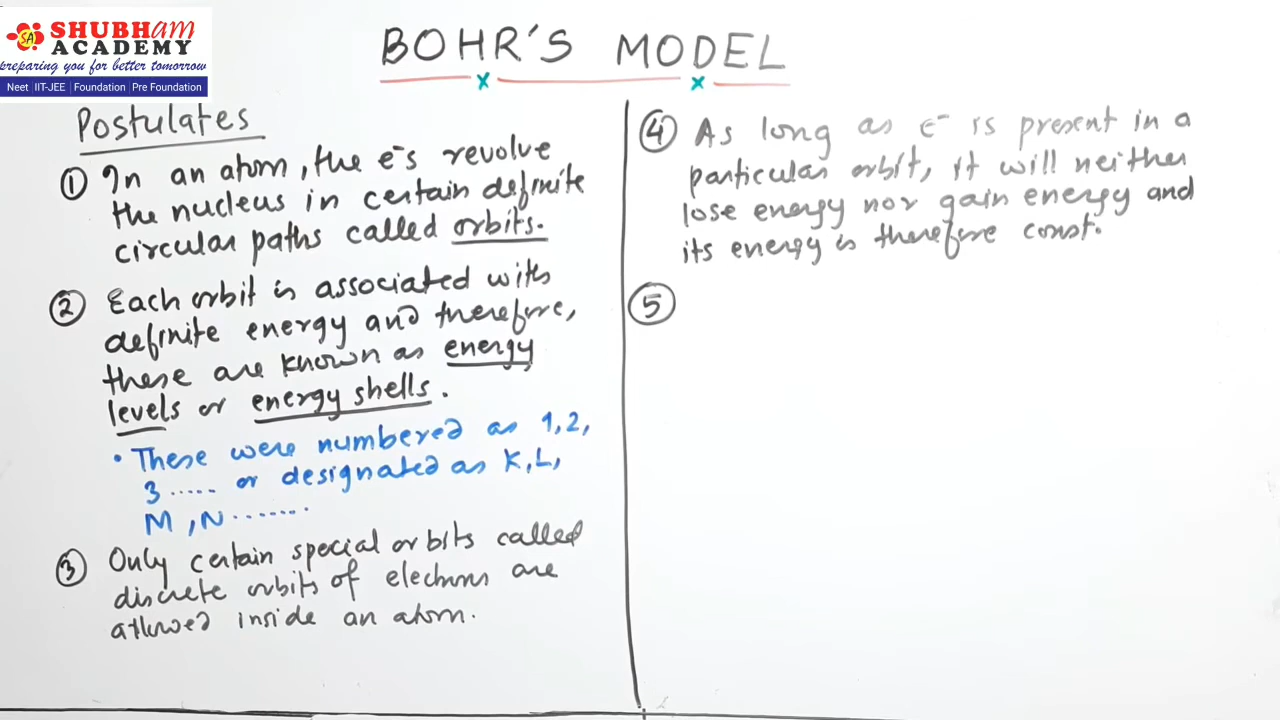 SHUBHAM
ACADEMY
preparing you for better tomorrow
Neet IIT-JEE Foundation Pre Foundation
BOHR'S MODEL
Postulates
① In an atom, the e⁻s revolve
the nucleus in certain definite
circular paths called orbits.
② Each orbit is associated with
definite energy and therefore,
these are known as energy
levels or energy shells.
• These were numbered as 1,2,
3 ..... or designated as K,L,
M ,N .......
③ Only certain special orbits called
discrete orbits of electrons are
allowed inside an atom.
④ As long as e⁻ is present in a
particular orbit, it will neither
lose energy nor gain energy and
its energy is therefore const.
⑤